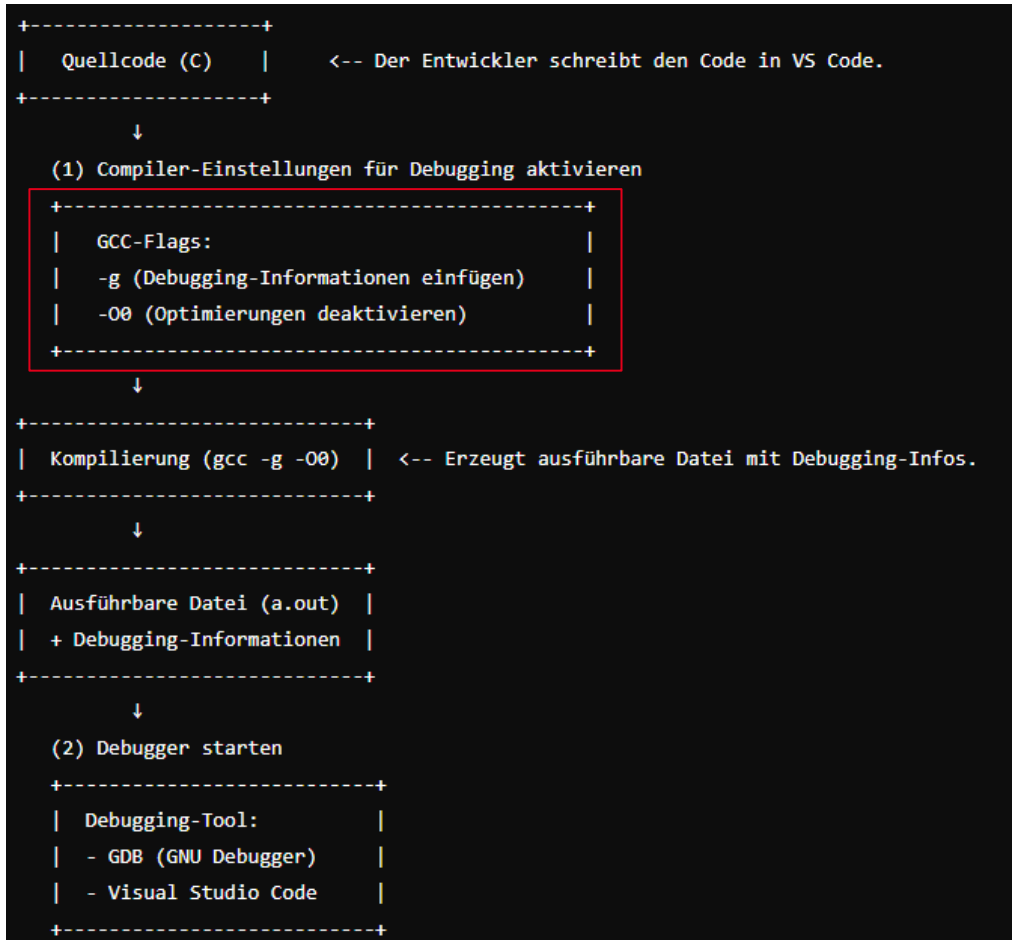 +--------------------+
|   Quellcode (C)    |     <-- Der Entwickler schreibt den Code in VS Code.
+--------------------+
          ↓
   (1) Compiler-Einstellungen für Debugging aktivieren
   +---------------------------------------------+
   |   GCC-Flags:                                |
   |   -g (Debugging-Informationen einfügen)     |
   |   -O0 (Optimierungen deaktivieren)          |
   +---------------------------------------------+
          ↓
+-----------------------------+
|  Kompilierung (gcc -g -O0)  |  <-- Erzeugt ausführbare Datei mit Debugging-Infos.
+-----------------------------+
          ↓
+-----------------------------+
|  Ausführbare Datei (a.out)  |
|  + Debugging-Informationen  |
+-----------------------------+
          ↓
   (2) Debugger starten
   +---------------------------+
   |  Debugging-Tool:          |
   |  - GDB (GNU Debugger)     |
   |  - Visual Studio Code     |
   +---------------------------+